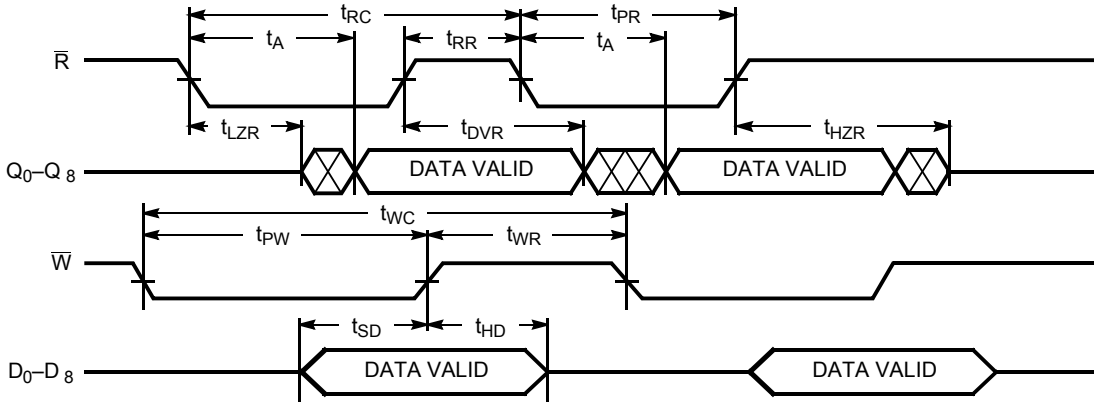 tRC tPR
tA tRR tA
R̅
tLZR tDVR tHZR
Q0–Q8 DATA VALID DATA VALID
tWC
tPW tWR
W̅
tSD tHD
D0–D8 DATA VALID DATA VALID